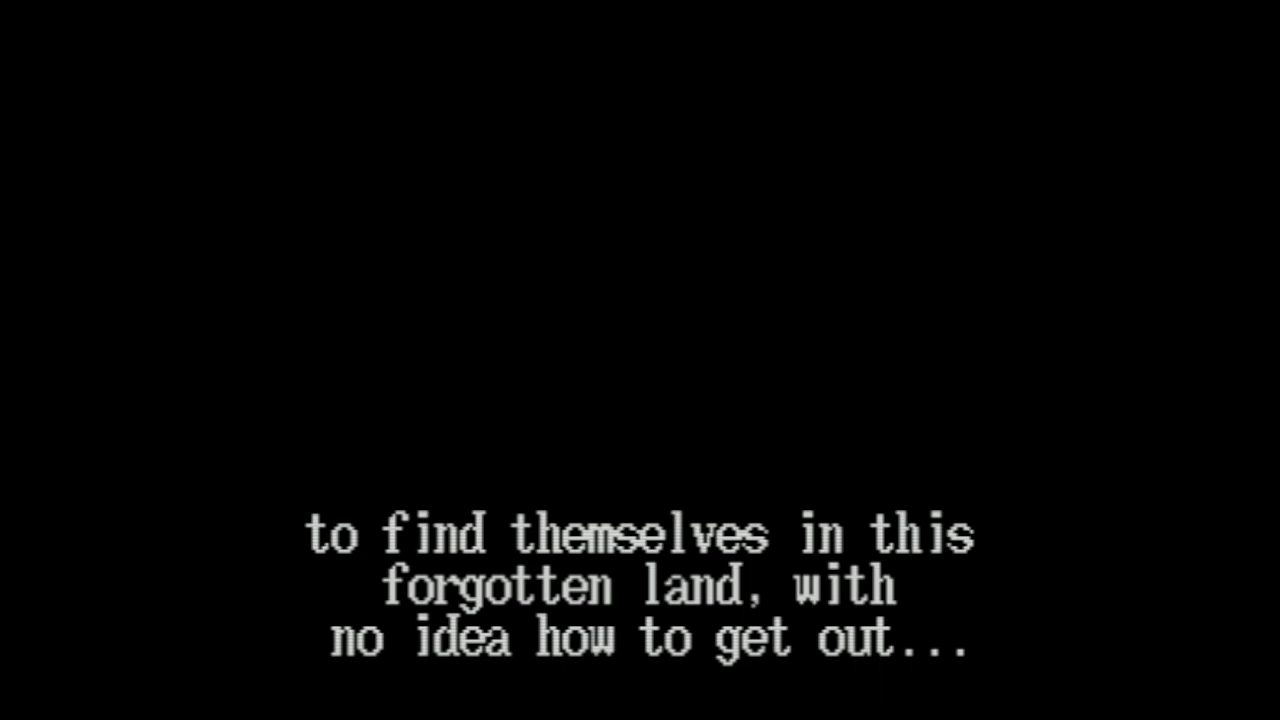 to find themselves in this
forgotten land, with
no idea how to get out...